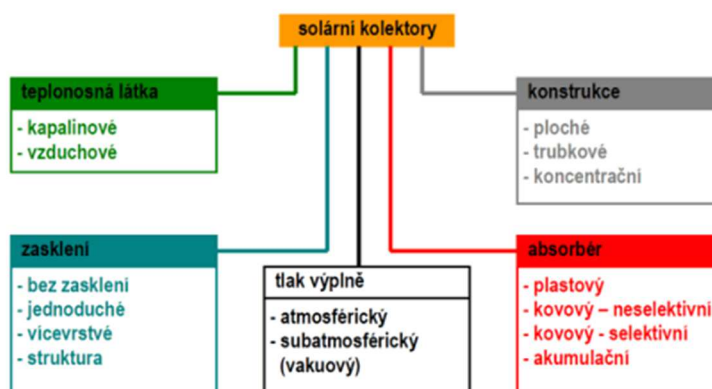 solární kolektory
teplonosná látka
- kapalinové
- vzduchové
konstrukce
- ploché
- trubkové
- koncentrační
zasklení
- bez zasklení
- jednoduché
- vícevrstvé
- struktura
tlak výplně
- atmosférický
- subatmosférický
(vakuový)
absorbér
- plastový
- kovový – neselektivní
- kovový - selektivní
- akumulační